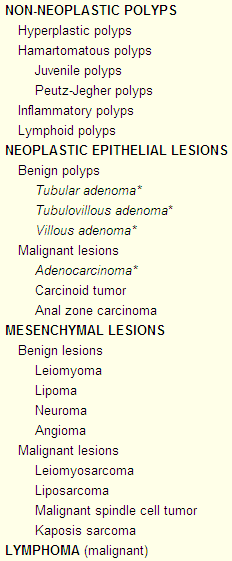 NON-NEOPLASTIC POLYPS
Hyperplastic polyps
Hamartomatous polyps
Juvenile polyps
Peutz-Jegher polyps
Inflammatory polyps
Lymphoid polyps
NEOPLASTIC EPITHELIAL LESIONS
Benign polyps
Tubular adenoma*
Tubulovillous adenoma*
Villous adenoma*
Malignant lesions
Adenocarcinoma*
Carcinoid tumor
Anal zone carcinoma
MESENCHYMAL LESIONS
Benign lesions
Leiomyoma
Lipoma
Neuroma
Angioma
Malignant lesions
Leiomyosarcoma
Liposarcoma
Malignant spindle cell tumor
Kaposis sarcoma
LYMPHOMA (malignant)